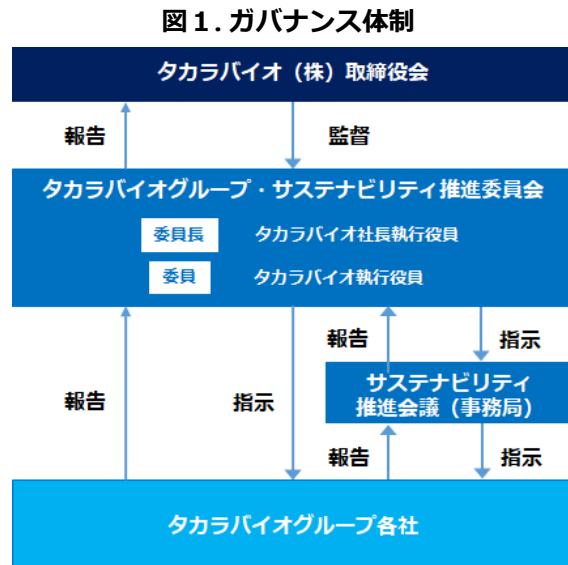 図１. ガバナンス体制
タカラバイオ（株）取締役会
報告
監督
タカラバイオグループ・サステナビリティ推進委員会
委員長 タカラバイオ社長執行役員
委員 タカラバイオ執行役員
報告
指示
報告
指示
サステナビリティ
推進会議（事務局）
報告
指示
タカラバイオグループ各社